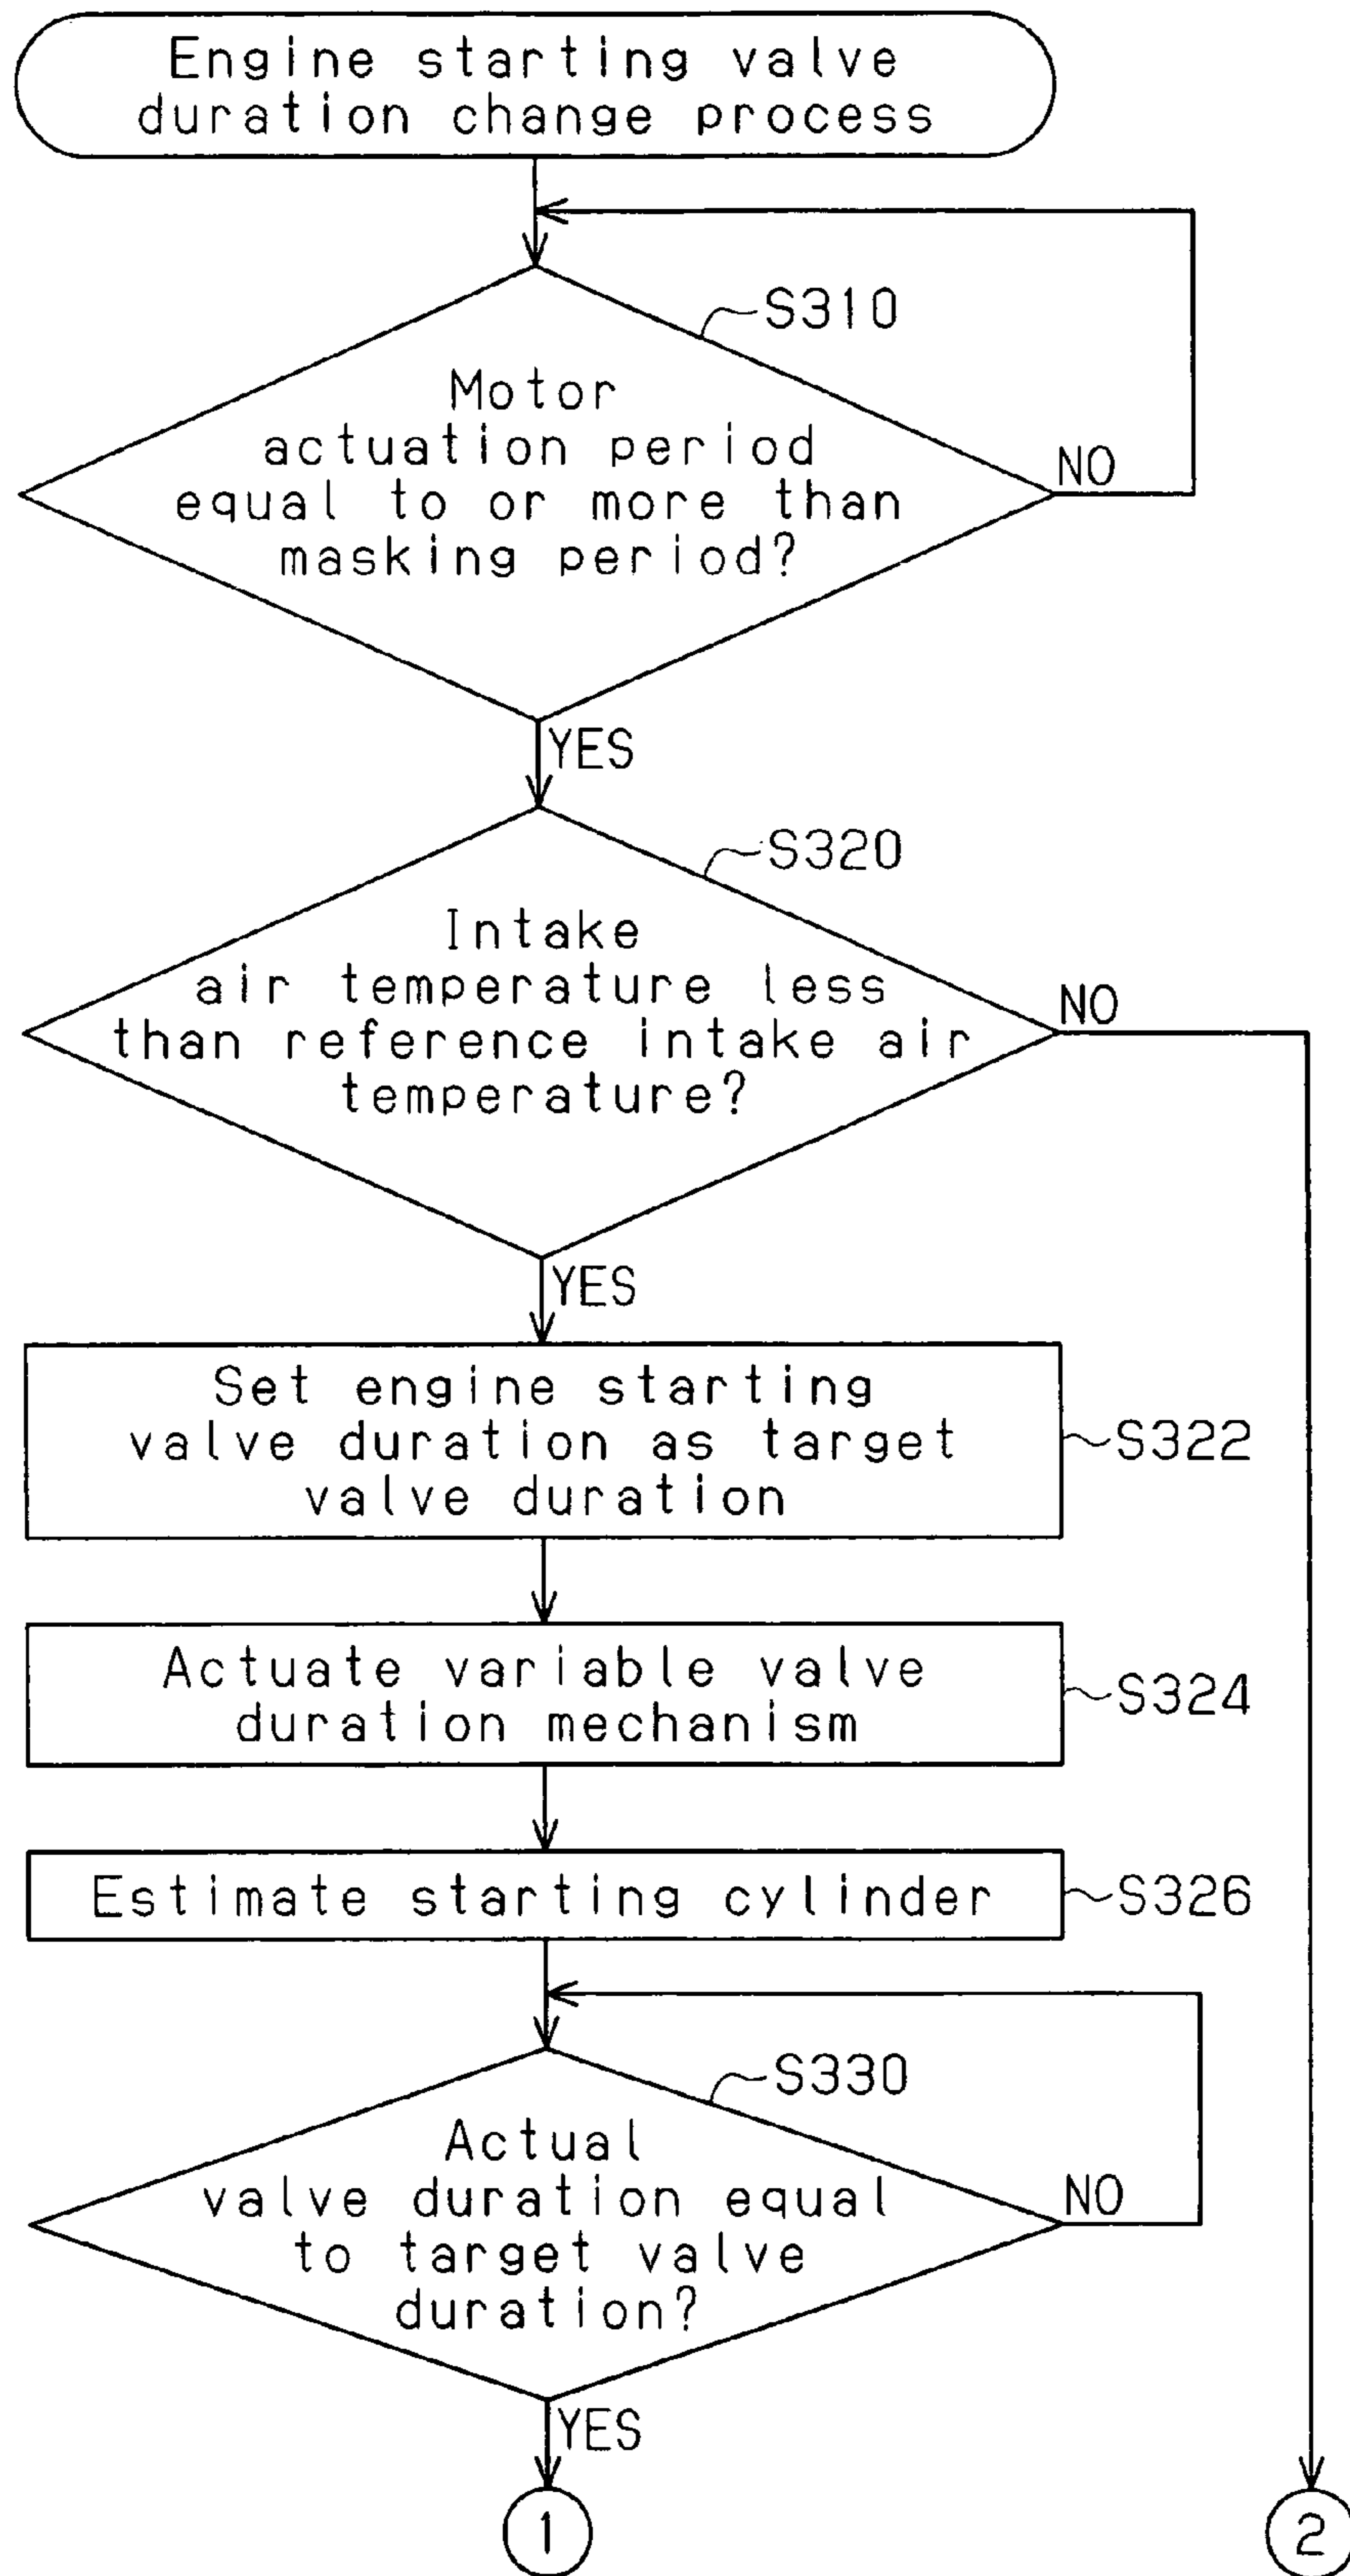 Engine starting valve
duration change process
S310
Motor
actuation period
equal to or more than
masking period?
NO
YES
S320
Intake
air temperature less
than reference intake air
temperature?
NO
YES
Set engine starting
valve duration as target
valve duration
S322
Actuate variable valve
duration mechanism
S324
Estimate starting cylinder
S326
S330
Actual
valve duration equal
to target valve
duration?
NO
YES
1
2